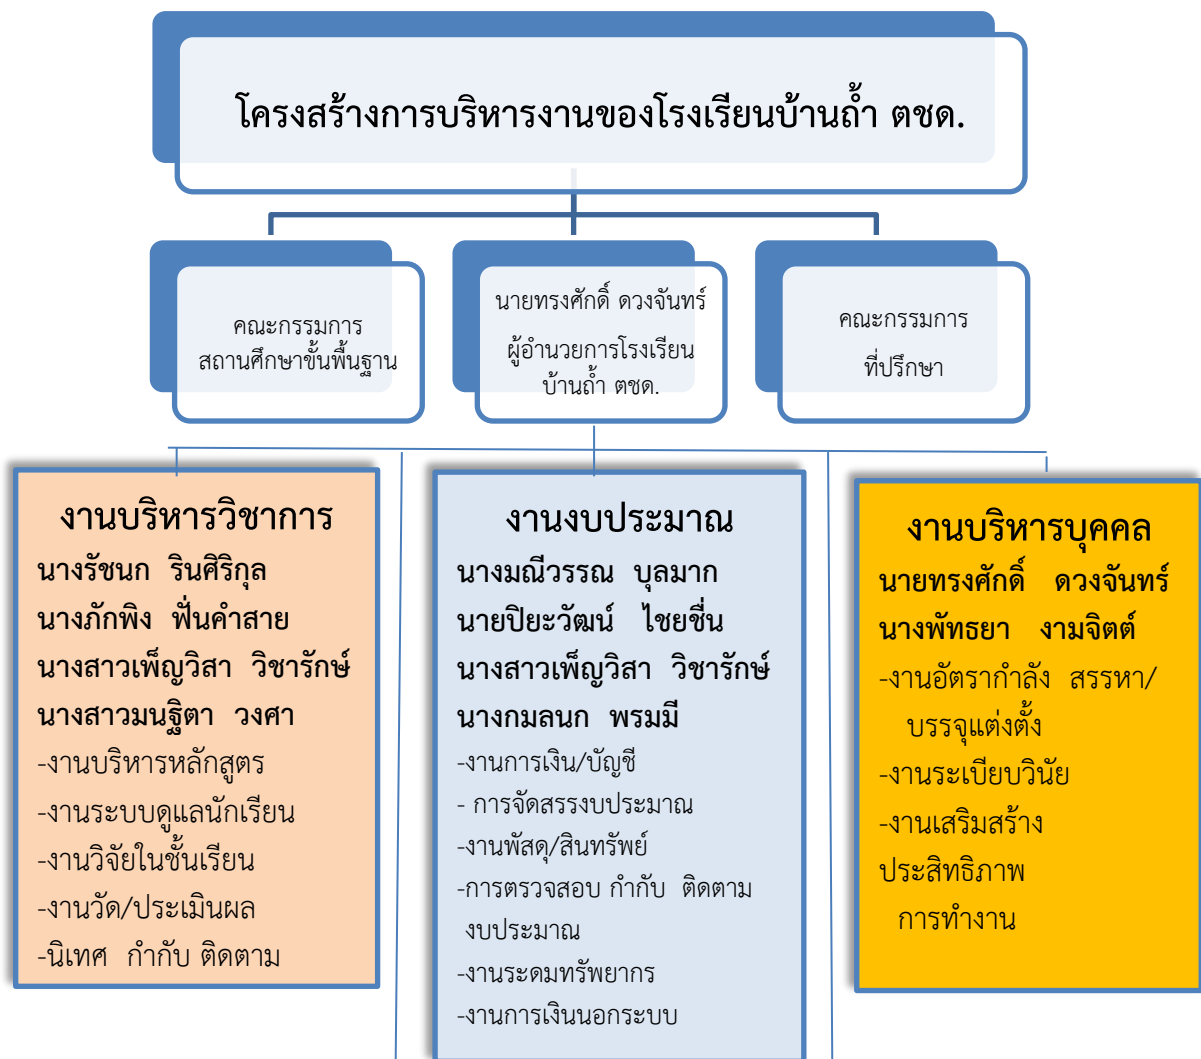 โครงสร้างการบริหารงานของโรงเรียนบ้านถ้ำ ตชด.
คณะกรรมการ
สถานศึกษาขั้นพื้นฐาน
นายทรงศักดิ์ ดวงจันทร์
ผู้อำนวยการโรงเรียน
บ้านถ้ำ ตชด.
คณะกรรมการ
ที่ปรึกษา
งานบริหารวิชาการ
นางรัชนก รินศิริกุล
นางภักพิง ฟั่นคำสาย
นางสาวเพ็ญวิสา วิชารักษ์
นางสาวมนฐิตา วงศา
-งานบริหารหลักสูตร
-งานระบบดูแลนักเรียน
-งานวิจัยในชั้นเรียน
-งานวัด/ประเมินผล
-นิเทศ กำกับ ติดตาม
งานงบประมาณ
นางมณีวรรณ บุลมาก
นายปิยะวัฒน์ ไชยชื่น
นางสาวเพ็ญวิสา วิชารักษ์
นางกมลนก พรมมี
-งานการเงิน/บัญชี
- การจัดสรรงบประมาณ
-งานพัสดุ/สินทรัพย์
-การตรวจสอบ กำกับ ติดตาม
งบประมาณ
-งานระดมทรัพยากร
-งานการเงินนอกระบบ
งานบริหารบุคคล
นายทรงศักดิ์ ดวงจันทร์
นางพัทธยา งามจิตต์
-งานอัตรากำลัง สรรหา/
บรรจุแต่งตั้ง
-งานระเบียบวินัย
-งานเสริมสร้าง
ประสิทธิภาพ
การทำงาน